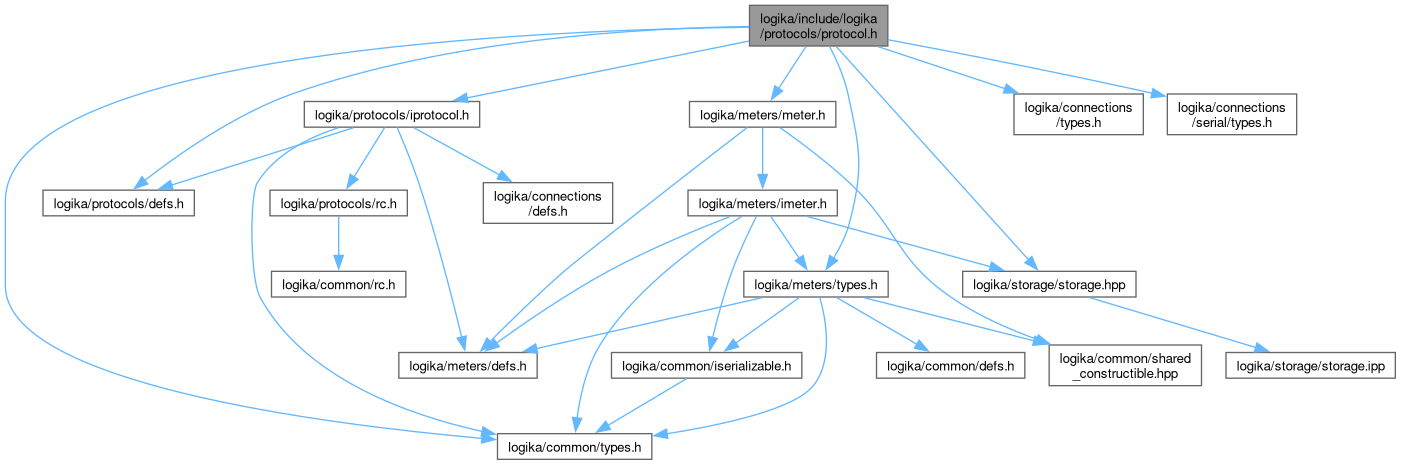 logika/include/logika
/protocols/protocol.h
logika/protocols/iprotocol.h
logika/meters/meter.h
logika/connections
/types.h
logika/connections
/serial/types.h
logika/protocols/defs.h
logika/protocols/rc.h
logika/connections
/defs.h
logika/meters/imeter.h
logika/common/rc.h
logika/meters/types.h
logika/storage/storage.hpp
logika/meters/defs.h
logika/common/iserializable.h
logika/common/defs.h
logika/common/shared
_constructible.hpp
logika/storage/storage.ipp
logika/common/types.h